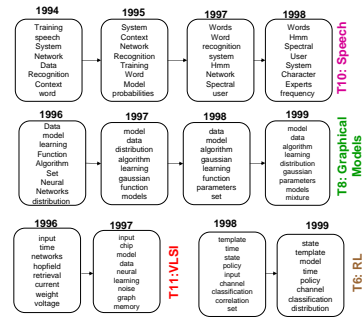 1994
Training
speech
System
Network
Data
Recognition
Context
word
1995
System
Context
Network
Recognition
Training
Word
Model
probabilities
1997
Words
Word
recognition
system
Hmm
Network
Spectral
user
1998
Words
Hmm
Spectral
User
System
Character
Experts
frequency
T10: Speech
1996
Data
model
learning
Function
Algorithm
Set
Neural
Networks
distribution
1997
model
data
distribution
algorithm
learning
gaussian
function
models
1998
data
model
algorithm
gaussian
learning
function
parameters
set
1999
model
data
algorithm
learning
distribution
gaussian
parameters
models
mixture
T8: Graphical
Models
1996
input
time
networks
hopfield
retrieval
current
weight
voltage
1997
input
chip
model
data
neural
learning
noise
graph
memory
T11:VLSI
1998
template
time
state
policy
input
channel
classification
correlation
set
1999
state
template
model
time
policy
channel
classification
distribution
T6: RL